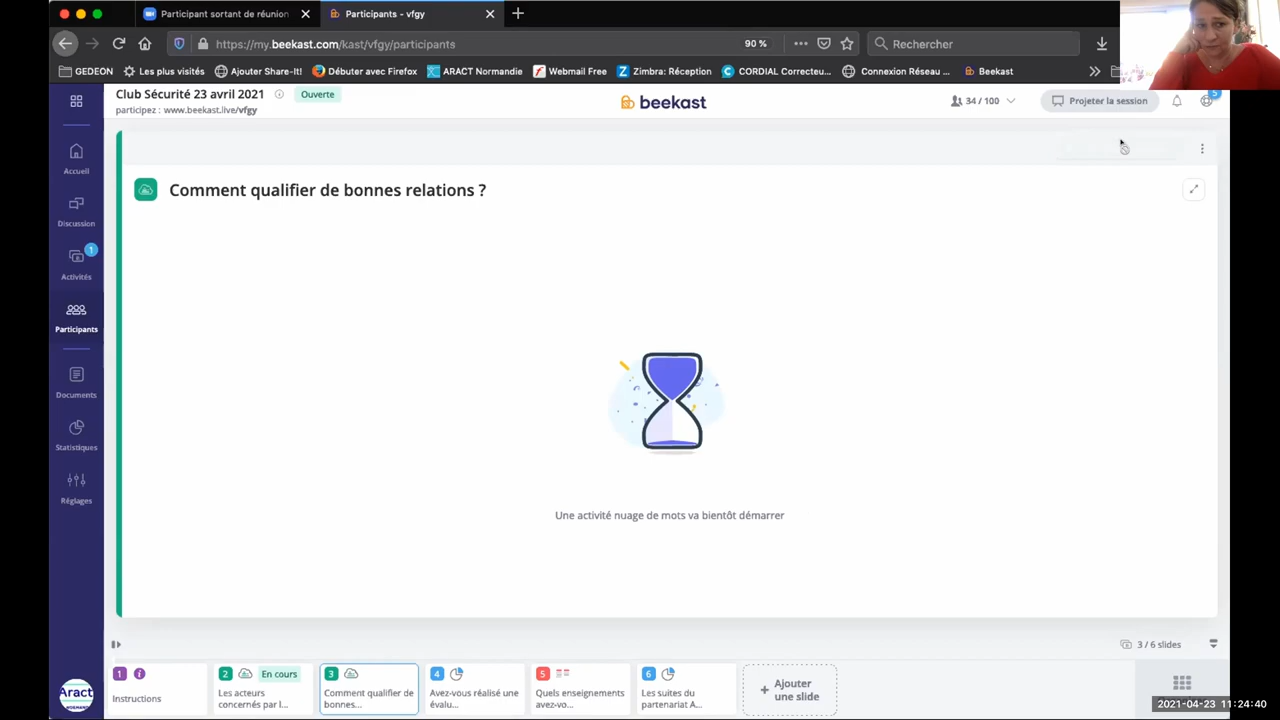 Participant sortant de réunion
Participants - vfgy
https://my.beekast.com/kast/vfgy/participants
90 %
Rechercher
GEDEON
Les plus visités
Ajouter Share-It!
Débuter avec Firefox
ARACT Normandie
Webmail Free
Zimbra: Réception
CORDIAL Correcteu...
Connexion Réseau ...
Beekast
Club Sécurité 23 avril 2021
Ouverte
participez : www.beekast.live/vfgy
beekast
34 / 100
Projeter la session
5
Accueil
Discussion
1
Activités
Participants
Documents
Statistiques
Réglages
Comment qualifier de bonnes relations ?
Une activité nuage de mots va bientôt démarrer
3 / 6 slides
1
Instructions
2
En cours
Les acteurs
concernés par l...
3
Comment qualifier de
bonnes...
4
Avez-vous réalisé une
évalu...
5
Quels enseignements
avez-vo...
6
Les suites du
partenariat A...
+ Ajouter
une slide
Aract
2021-04-23 11:24:40